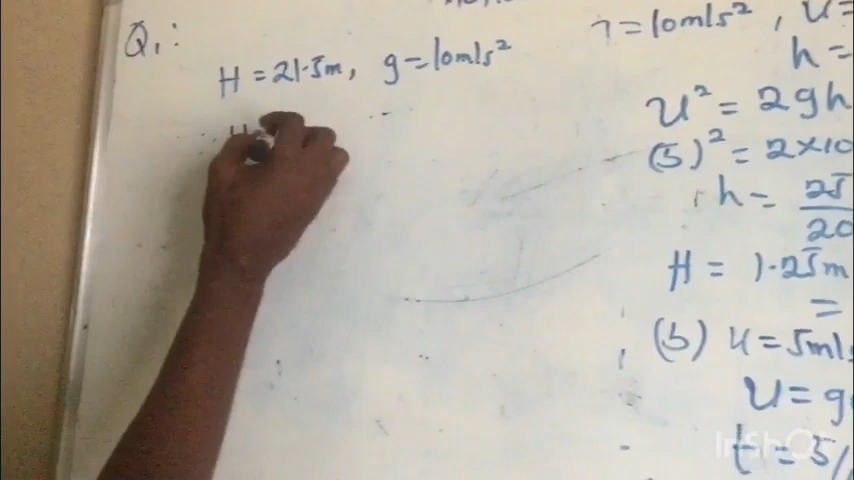 Q1:
H = 21.5m, g = 10m/s²
= 10m/s², U =
h =
U² = 2gh
(5)² = 2×10
h = 25
20
H = 1.25m
=
(b) u = 5m/s
U = g
t = 5/
InShOt